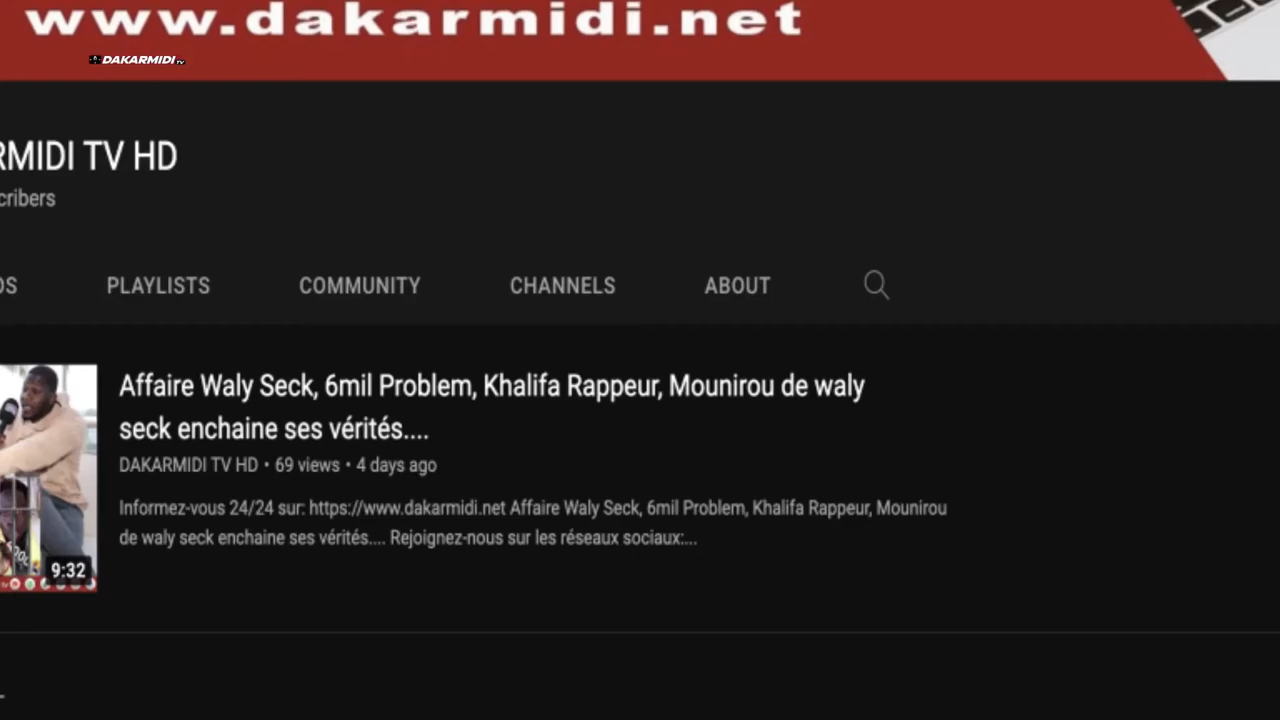 www.dakarmidi.net
DAKARMIDI TV
RMIDI TV HD
cribers
OS
PLAYLISTS
COMMUNITY
CHANNELS
ABOUT
Affaire Waly Seck, 6mil Problem, Khalifa Rappeur, Mounirou de waly
seck enchaine ses vérités....
DAKARMIDI TV HD • 69 views • 4 days ago
Informez-vous 24/24 sur: https://www.dakarmidi.net Affaire Waly Seck, 6mil Problem, Khalifa Rappeur, Mounirou
de waly seck enchaine ses vérités.... Rejoignez-nous sur les réseaux sociaux:...
9:32